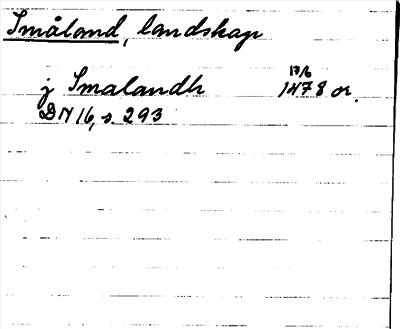 Småland, landskap
17/6
j Smalandh 1478 or.
DN 16, s. 293